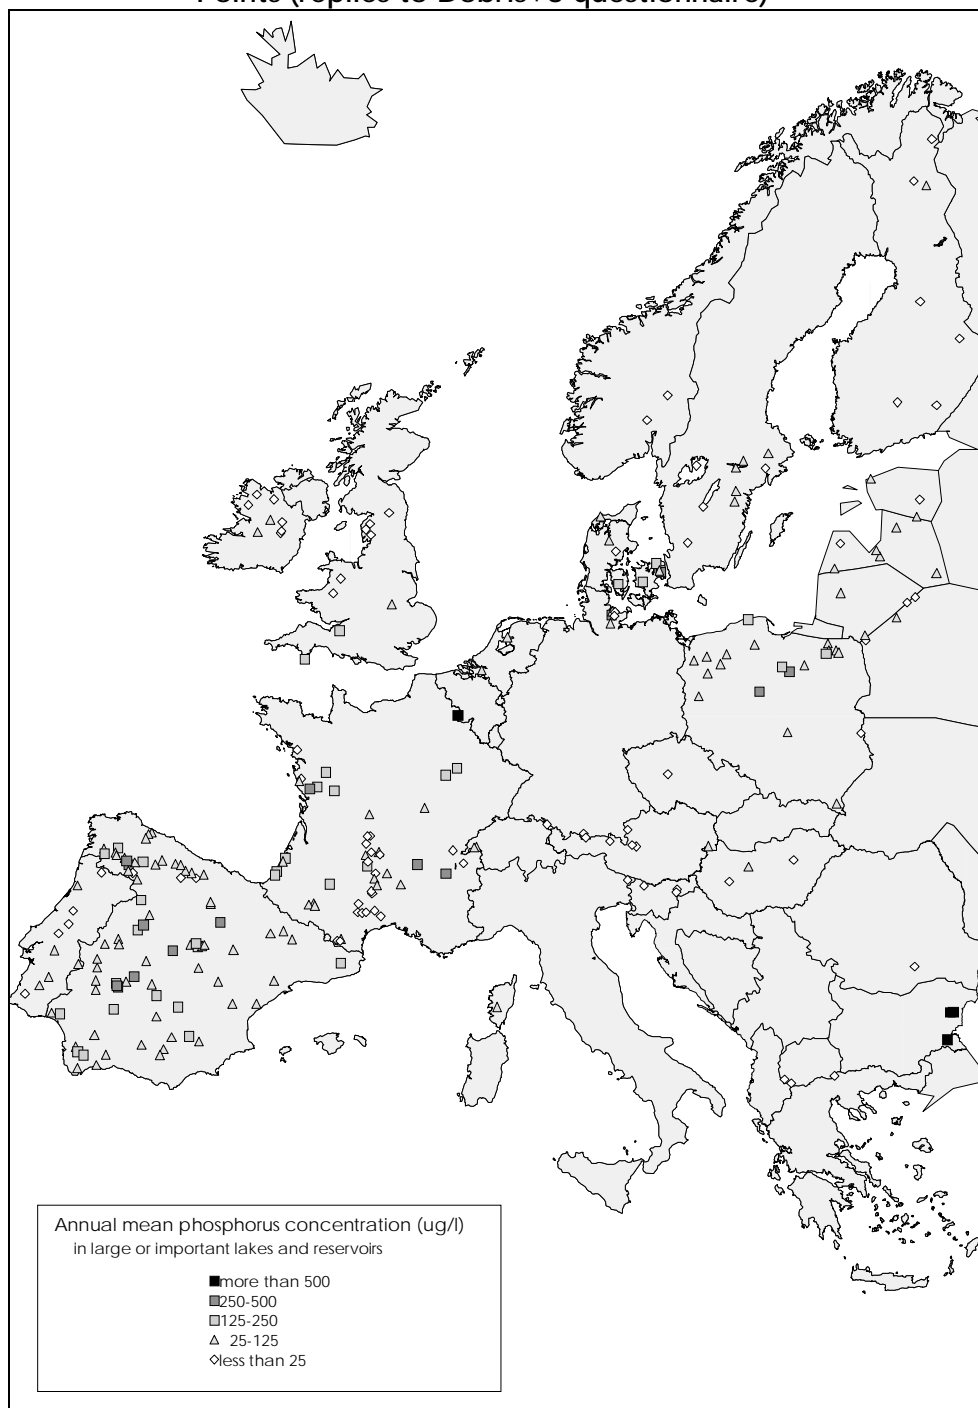 Points (replies to Dobris+3 questionnaire)
Annual mean phosphorus concentration (ug/l)
in large or important lakes and reservoirs
more than 500
250-500
125-250
25-125
less than 25